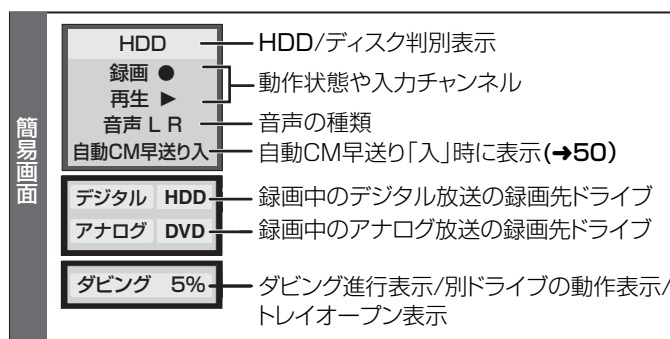 簡易画面
HDD
HDD/ディスク判別表示
録画 ●
再生 ▶
動作状態や入力チャンネル
音声 L R
音声の種類
自動CM早送り入
自動CM早送り「入」時に表示(➜50)
デジタル HDD
録画中のデジタル放送の録画先ドライブ
アナログ DVD
録画中のアナログ放送の録画先ドライブ
ダビング 5%
ダビング進行表示/別ドライブの動作表示/
トレイオープン表示